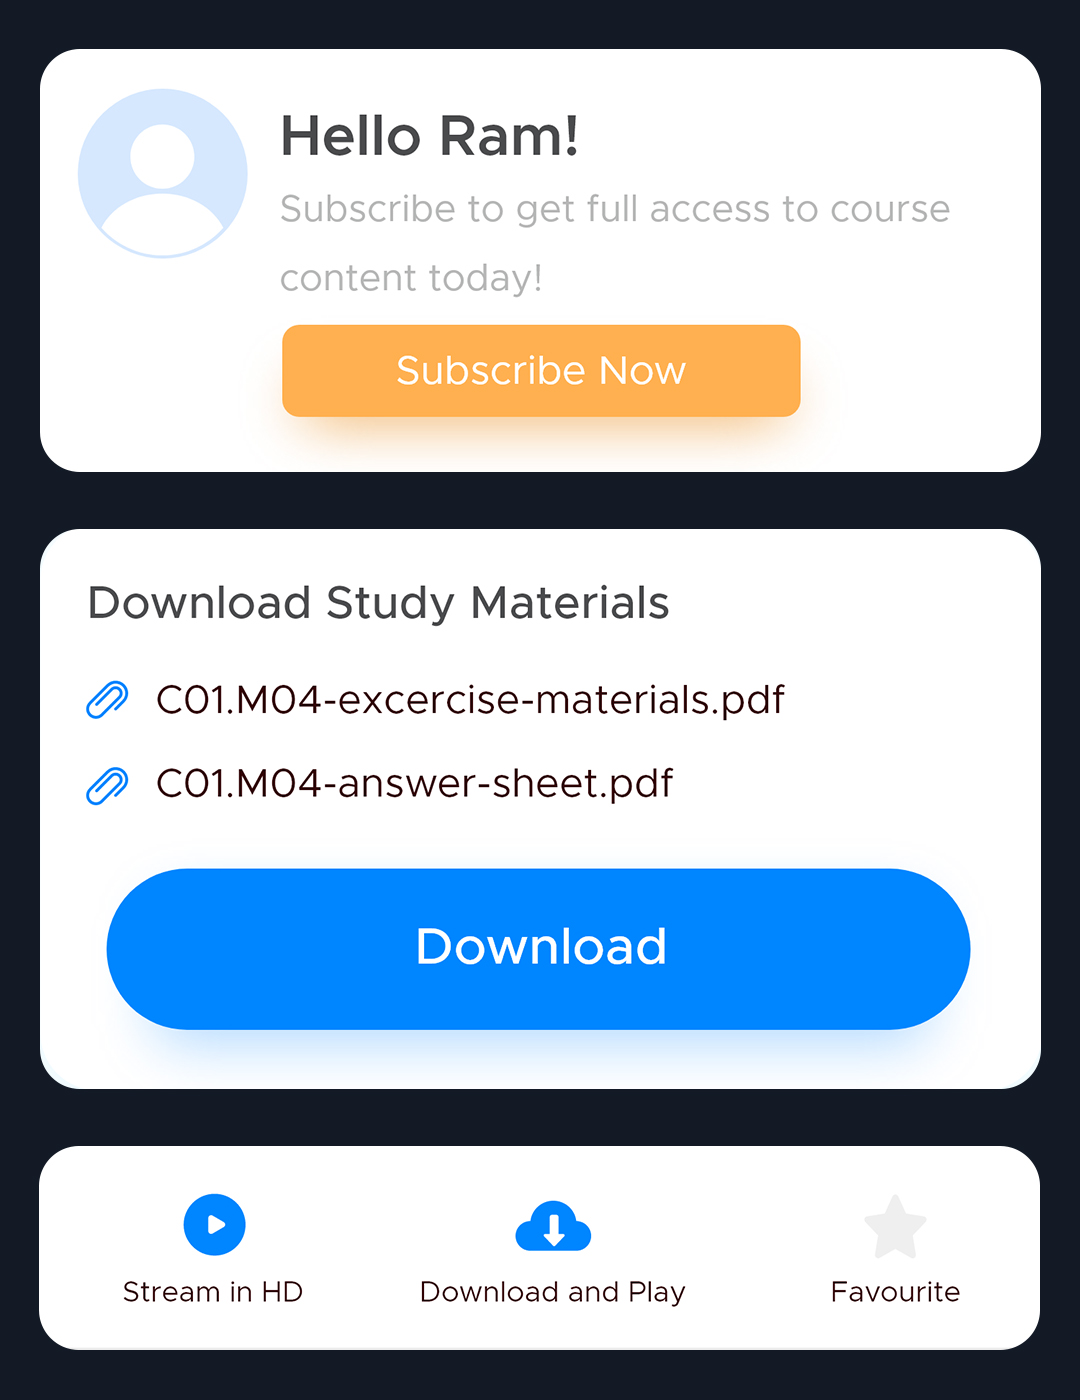 Hello Ram!
Subscribe to get full access to course
content today!
Subscribe Now
Download Study Materials
C01.M04-excercise-materials.pdf
C01.M04-answer-sheet.pdf
Download
Stream in HD
Download and Play
Favourite